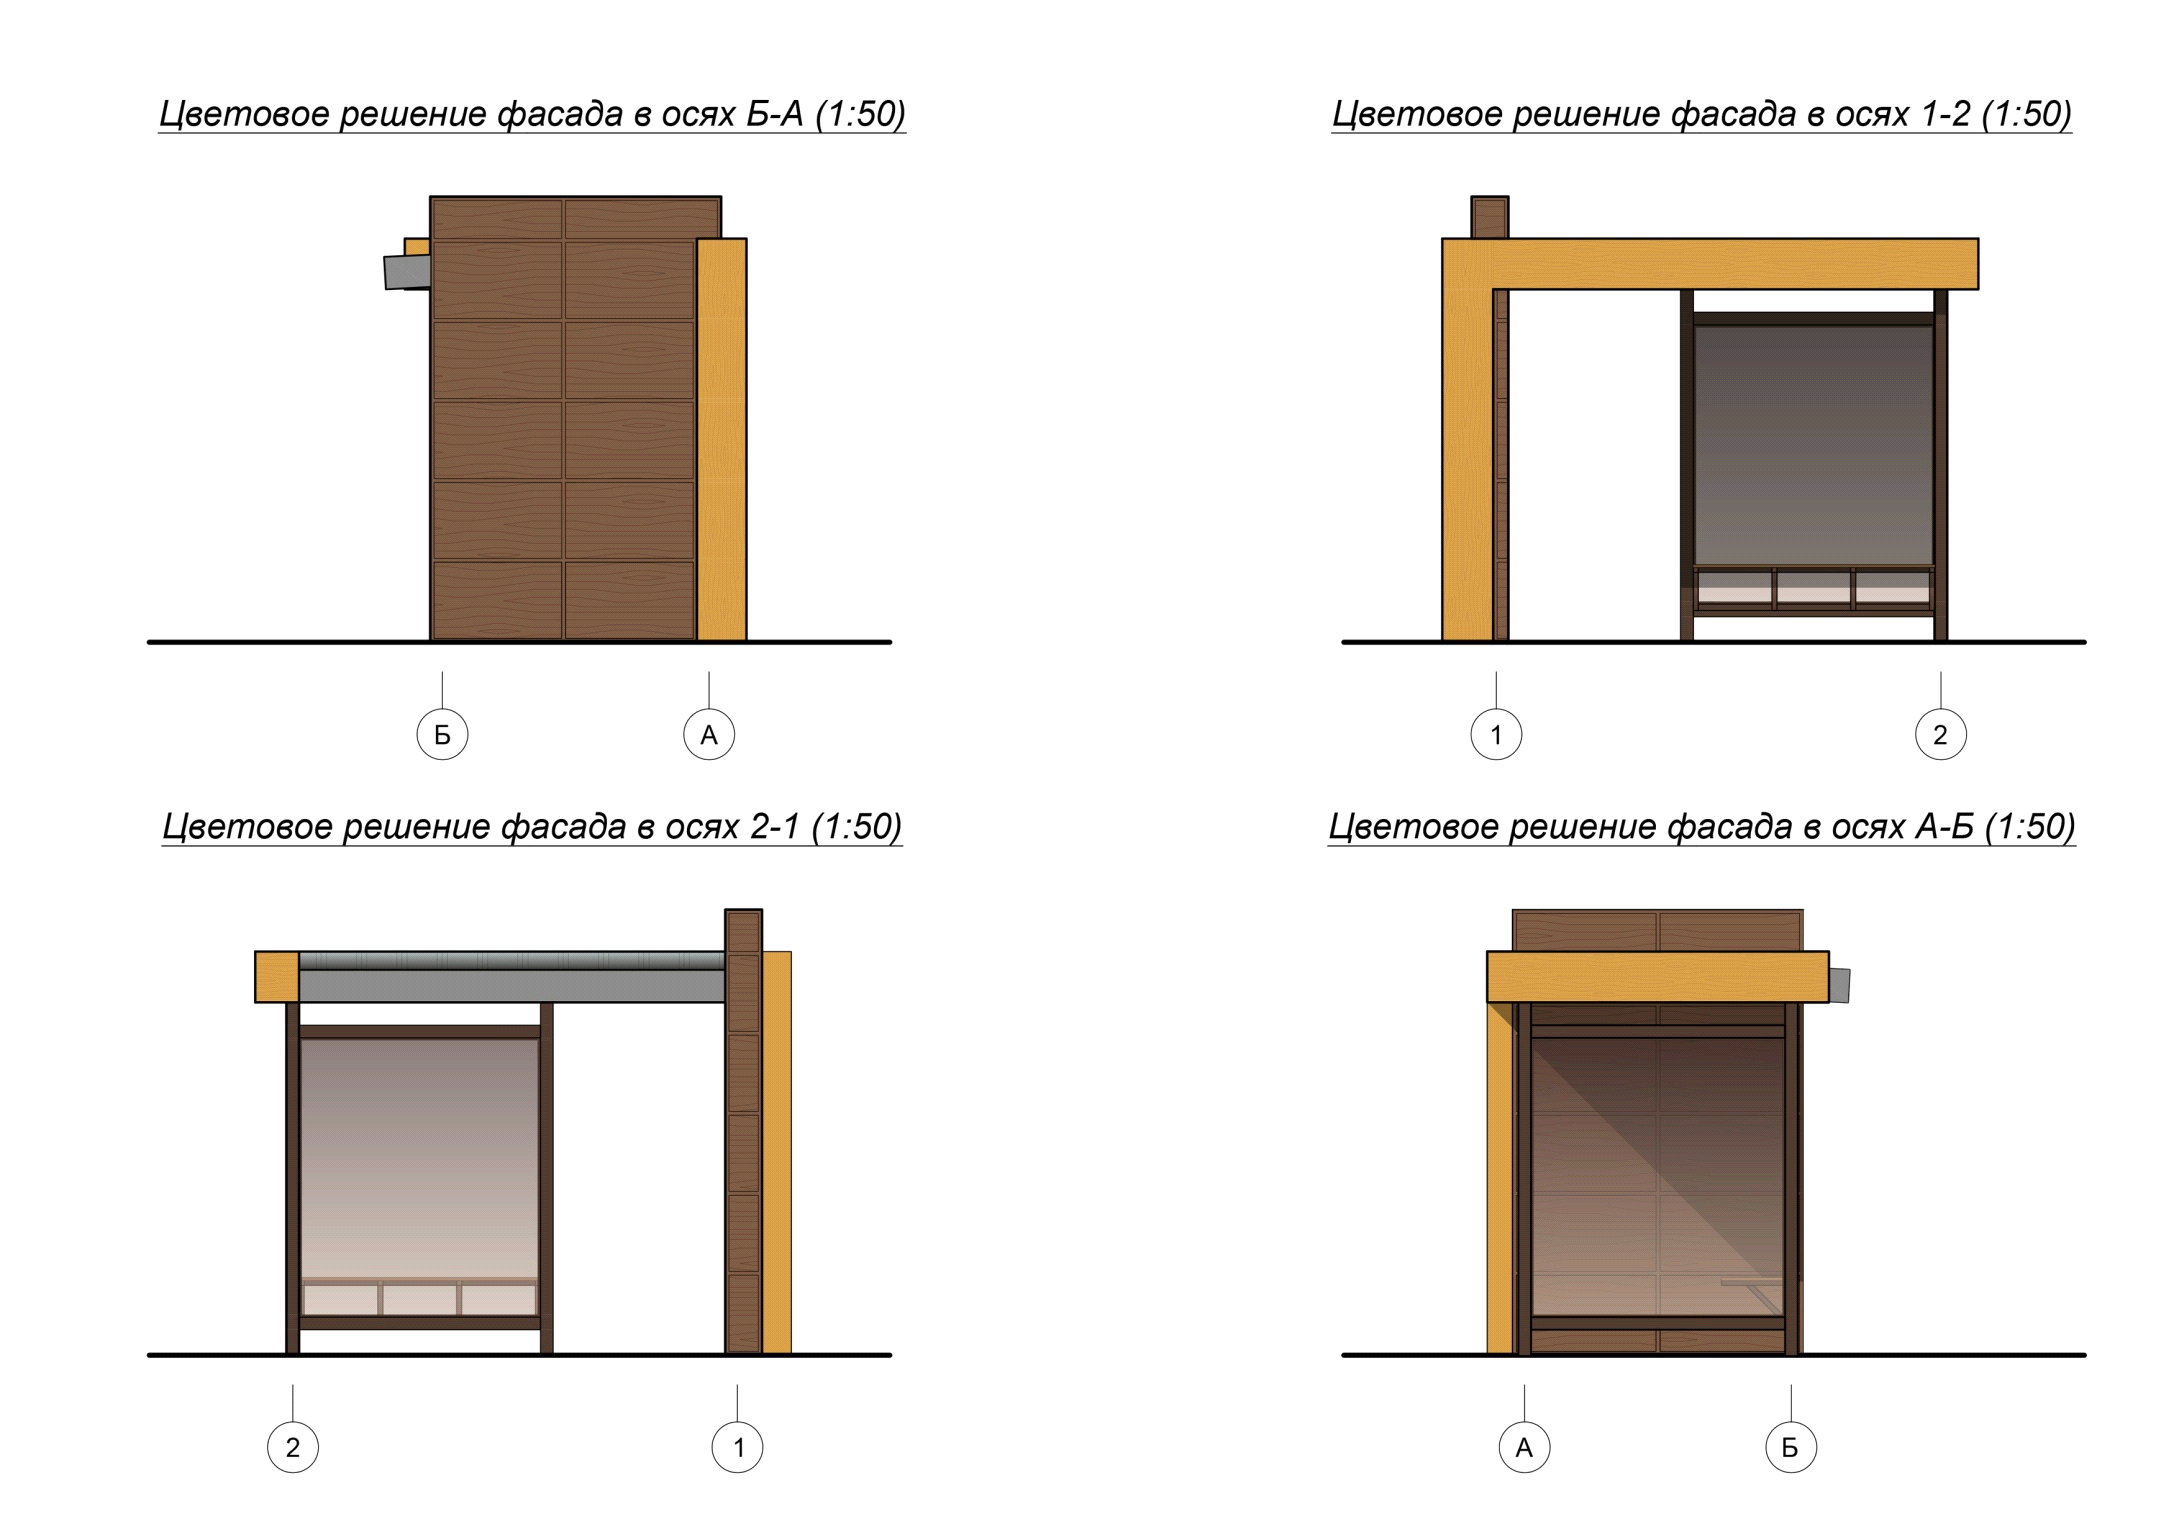 Цветовое решение фасада в осях Б-А (1:50)
Цветовое решение фасада в осях 1-2 (1:50)
Б
А
1
2
Цветовое решение фасада в осях 2-1 (1:50)
Цветовое решение фасада в осях А-Б (1:50)
2
1
А
Б